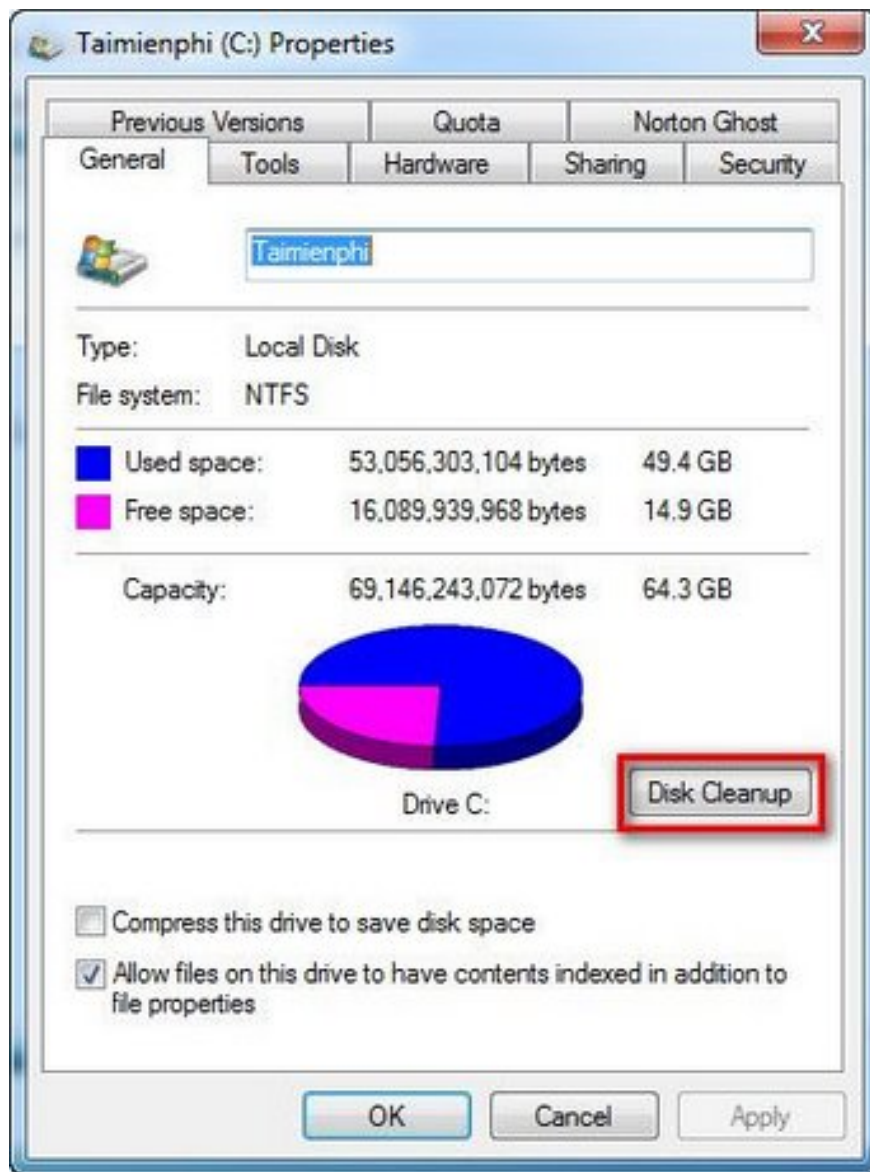 Taimienphi (C:) Properties
Previous Versions Quota Norton Ghost
General Tools Hardware Sharing Security
Taimienphi
Type: Local Disk
File system: NTFS
Used space: 53,056,303,104 bytes 49.4 GB
Free space: 16,089,939,968 bytes 14.9 GB
Capacity: 69,146,243,072 bytes 64.3 GB
Drive C: Disk Cleanup
Compress this drive to save disk space
Allow files on this drive to have contents indexed in addition to
file properties
OK Cancel Apply